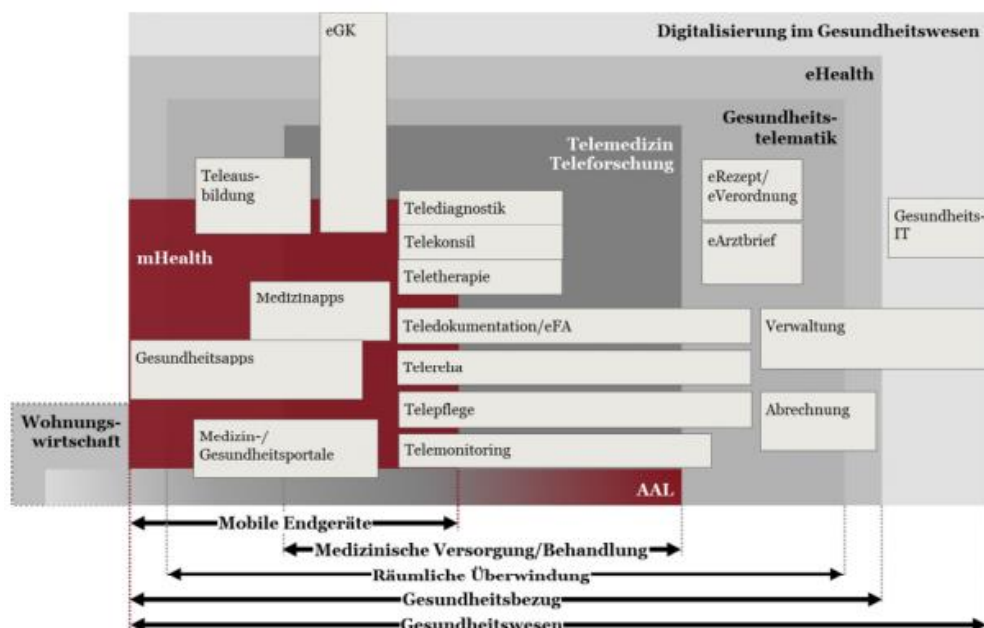 eGK
Digitalisierung im Gesundheitswesen
eHealth
Gesundheits-
telematik
Telemedizin
Teleforschung
Teleaus-
bildung
eRezept/
eVerordnung
Telediagnostik
Gesundheits-
IT
Telekonsil
eArztbrief
mHealth
Teletherapie
Medizinapps
Teledokumentation/eFA
Verwaltung
Gesundheitsapps
Telereha
Wohnungs-
wirtschaft
Telepflege
Abrechnung
Medizin-/
Gesundheitsportale
Telemonitoring
AAL
Mobile Endgeräte
Medizinische Versorgung/Behandlung
Räumliche Überwindung
Gesundheitsbezug
Gesundheitswesen